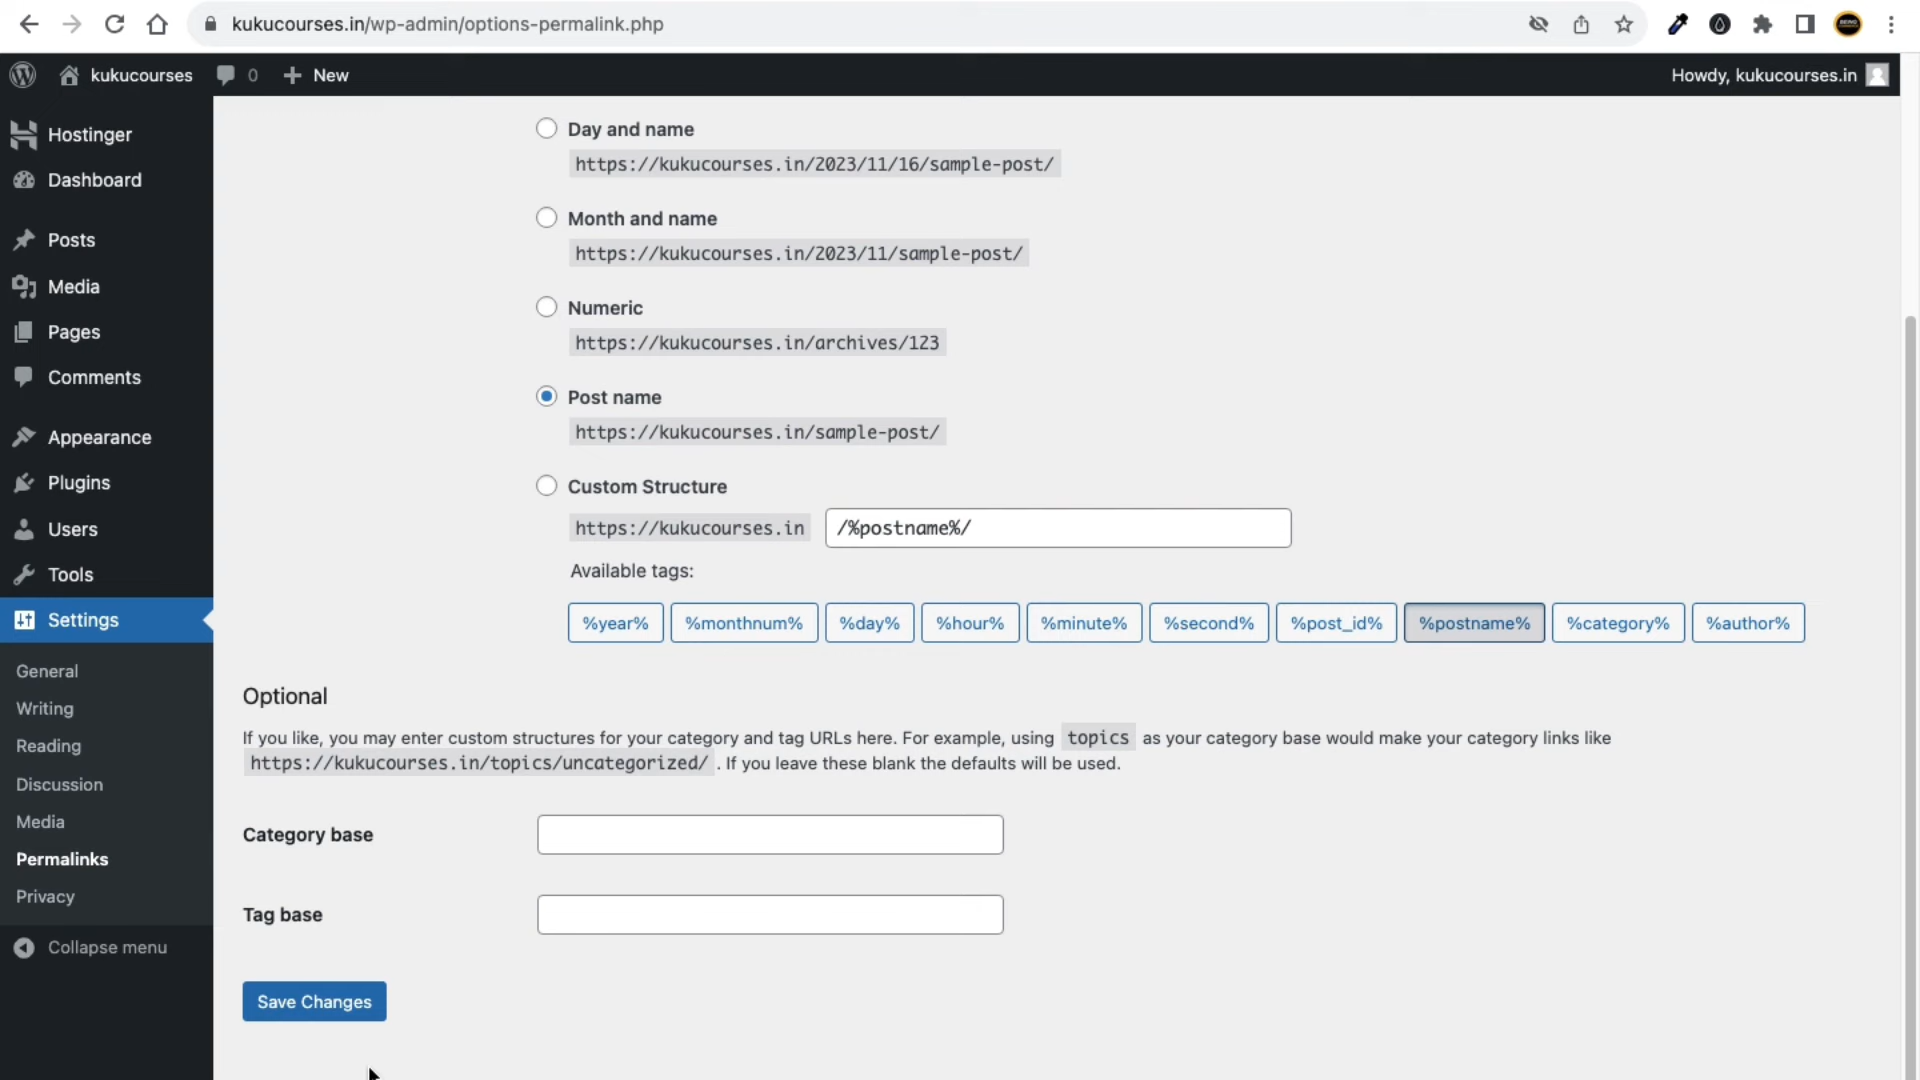 kukucourses.in/wp-admin/options-permalink.php
kukucourses 0 New Howdy, kukucourses.in
Hostinger
Dashboard
Posts
Media
Pages
Comments
Appearance
Plugins
Users
Tools
Settings
General
Writing
Reading
Discussion
Media
Permalinks
Privacy
Collapse menu
Day and name
https://kukucourses.in/2023/11/16/sample-post/
Month and name
https://kukucourses.in/2023/11/sample-post/
Numeric
https://kukucourses.in/archives/123
Post name
https://kukucourses.in/sample-post/
Custom Structure
https://kukucourses.in /%postname%/
Available tags:
%year% %monthnum% %day% %hour% %minute% %second% %post_id% %postname% %category% %author%
Optional
If you like, you may enter custom structures for your category and tag URLs here. For example, using topics as your category base would make your category links like
https://kukucourses.in/topics/uncategorized/ . If you leave these blank the defaults will be used.
Category base
Tag base
Save Changes